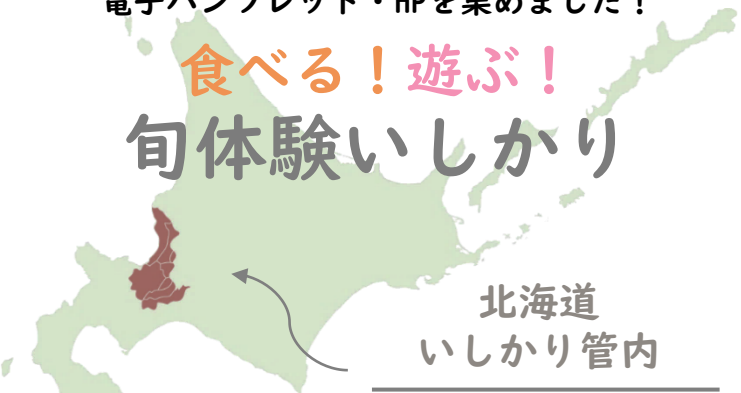 電子パンフレット・HPを集めました！
食べる！遊ぶ！
旬体験いしかり
北海道
いしかり管内